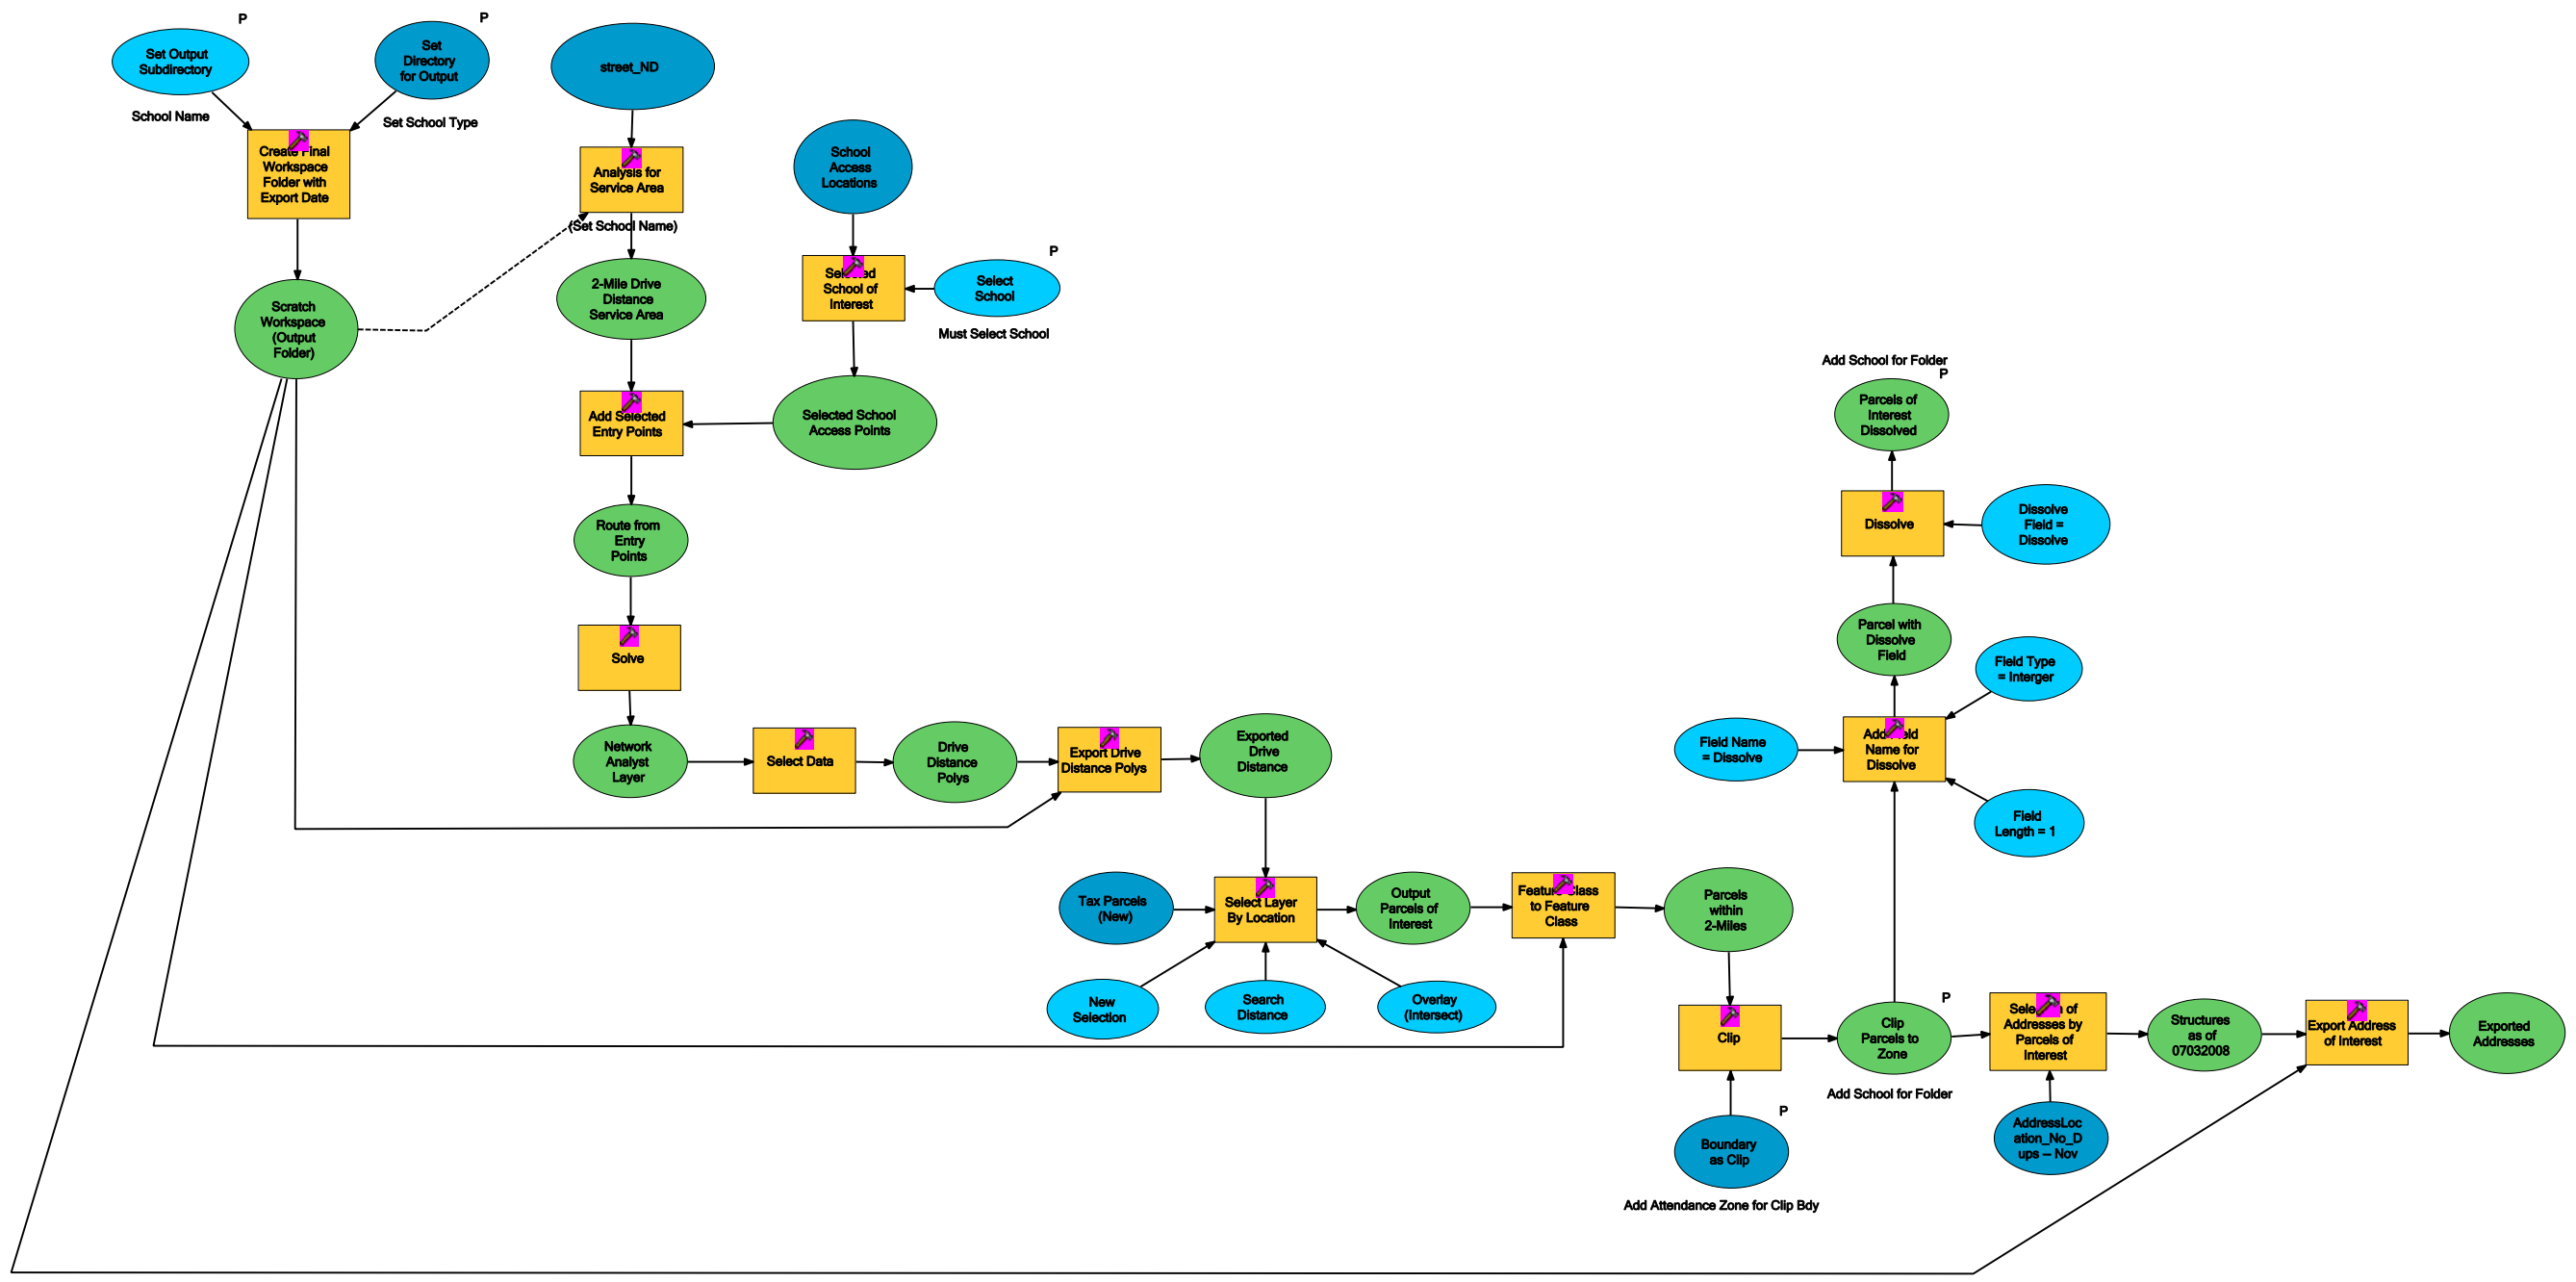 P
Set Output
Subdirectory
School Name
P
Set
Directory
for Output
Set School Type
Create Final
Workspace
Folder with
Export Date
Scratch
Workspace
(Output
Folder)
street_ND
Analysis for
Service Area
(Set School Name)
2-Mile Drive
Distance
Service Area
School
Access
Locations
Selected
School of
Interest
P
Select
School
Must Select School
Selected School
Access Points
Add Selected
Entry Points
Route from
Entry
Points
Solve
Network
Analyst
Layer
Select Data
Drive
Distance
Polys
Export Drive
Distance Polys
Exported
Drive
Distance
Tax Parcels
(New)
Select Layer
By Location
New
Selection
Search
Distance
Overlay
(Intersect)
Output
Parcels of
Interest
Feature Class
to Feature
Class
Parcels
within
2-Miles
Clip
P
Boundary
as Clip
Add Attendance Zone for Clip Bdy
P
Clip
Parcels to
Zone
Add School for Folder
Add School for Folder
P
Parcels of
Interest
Dissolved
Dissolve
Dissolve
Field =
Dissolve
Parcel with
Dissolve
Field
Field Type
= Interger
Field Name
= Dissolve
Add Field
Name for
Dissolve
Field
Length = 1
Selection of
Addresses by
Parcels of
Interest
AddressLoc
ation_No_D
ups – Nov
Structures
as of
07032008
Export Address
of Interest
Exported
Addresses